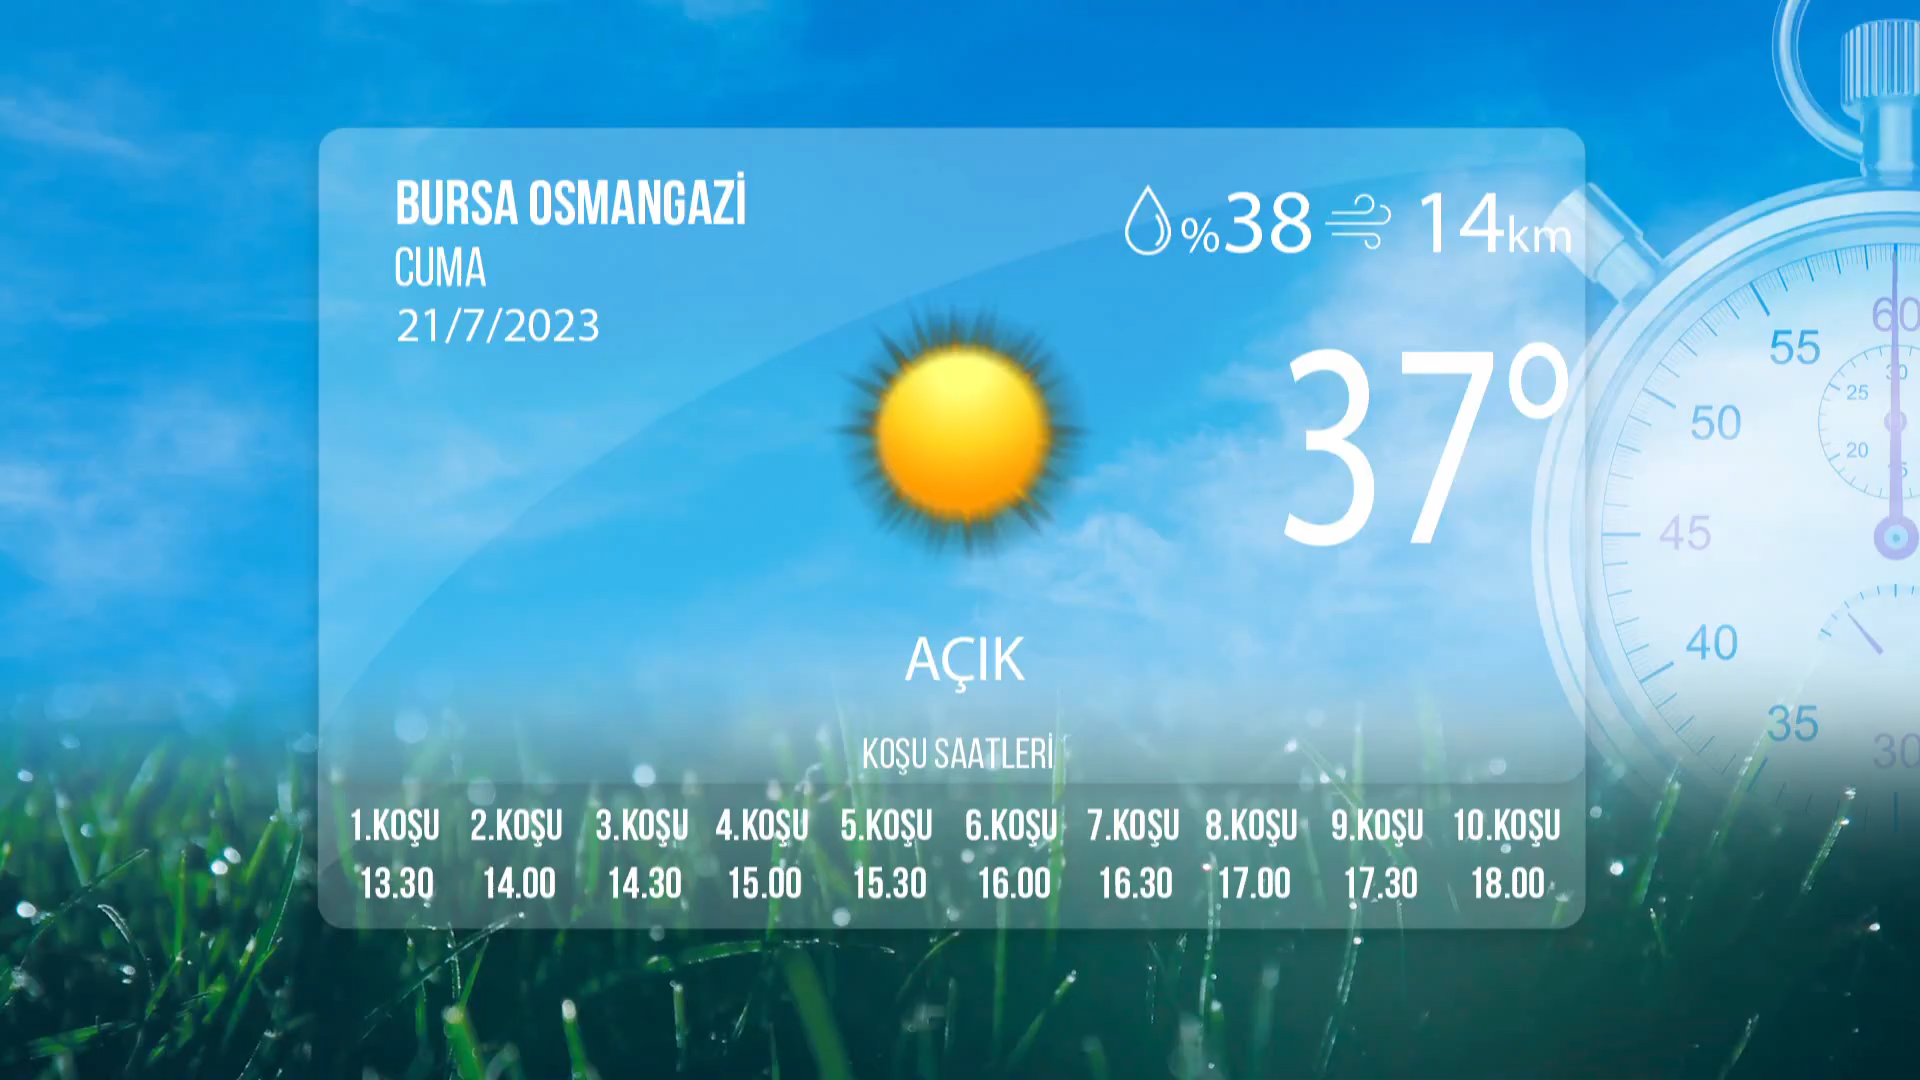 BURSA OSMANGAZİ
CUMA
21/7/2023
%38 14km
37°
AÇIK
KOŞU SAATLERİ
1.KOŞU 2.KOŞU 3.KOŞU 4.KOŞU 5.KOŞU 6.KOŞU 7.KOŞU 8.KOŞU 9.KOŞU 10.KOŞU
13.30 14.00 14.30 15.00 15.30 16.00 16.30 17.00 17.30 18.00
60
55
50
45
40
35
30
30
25
20